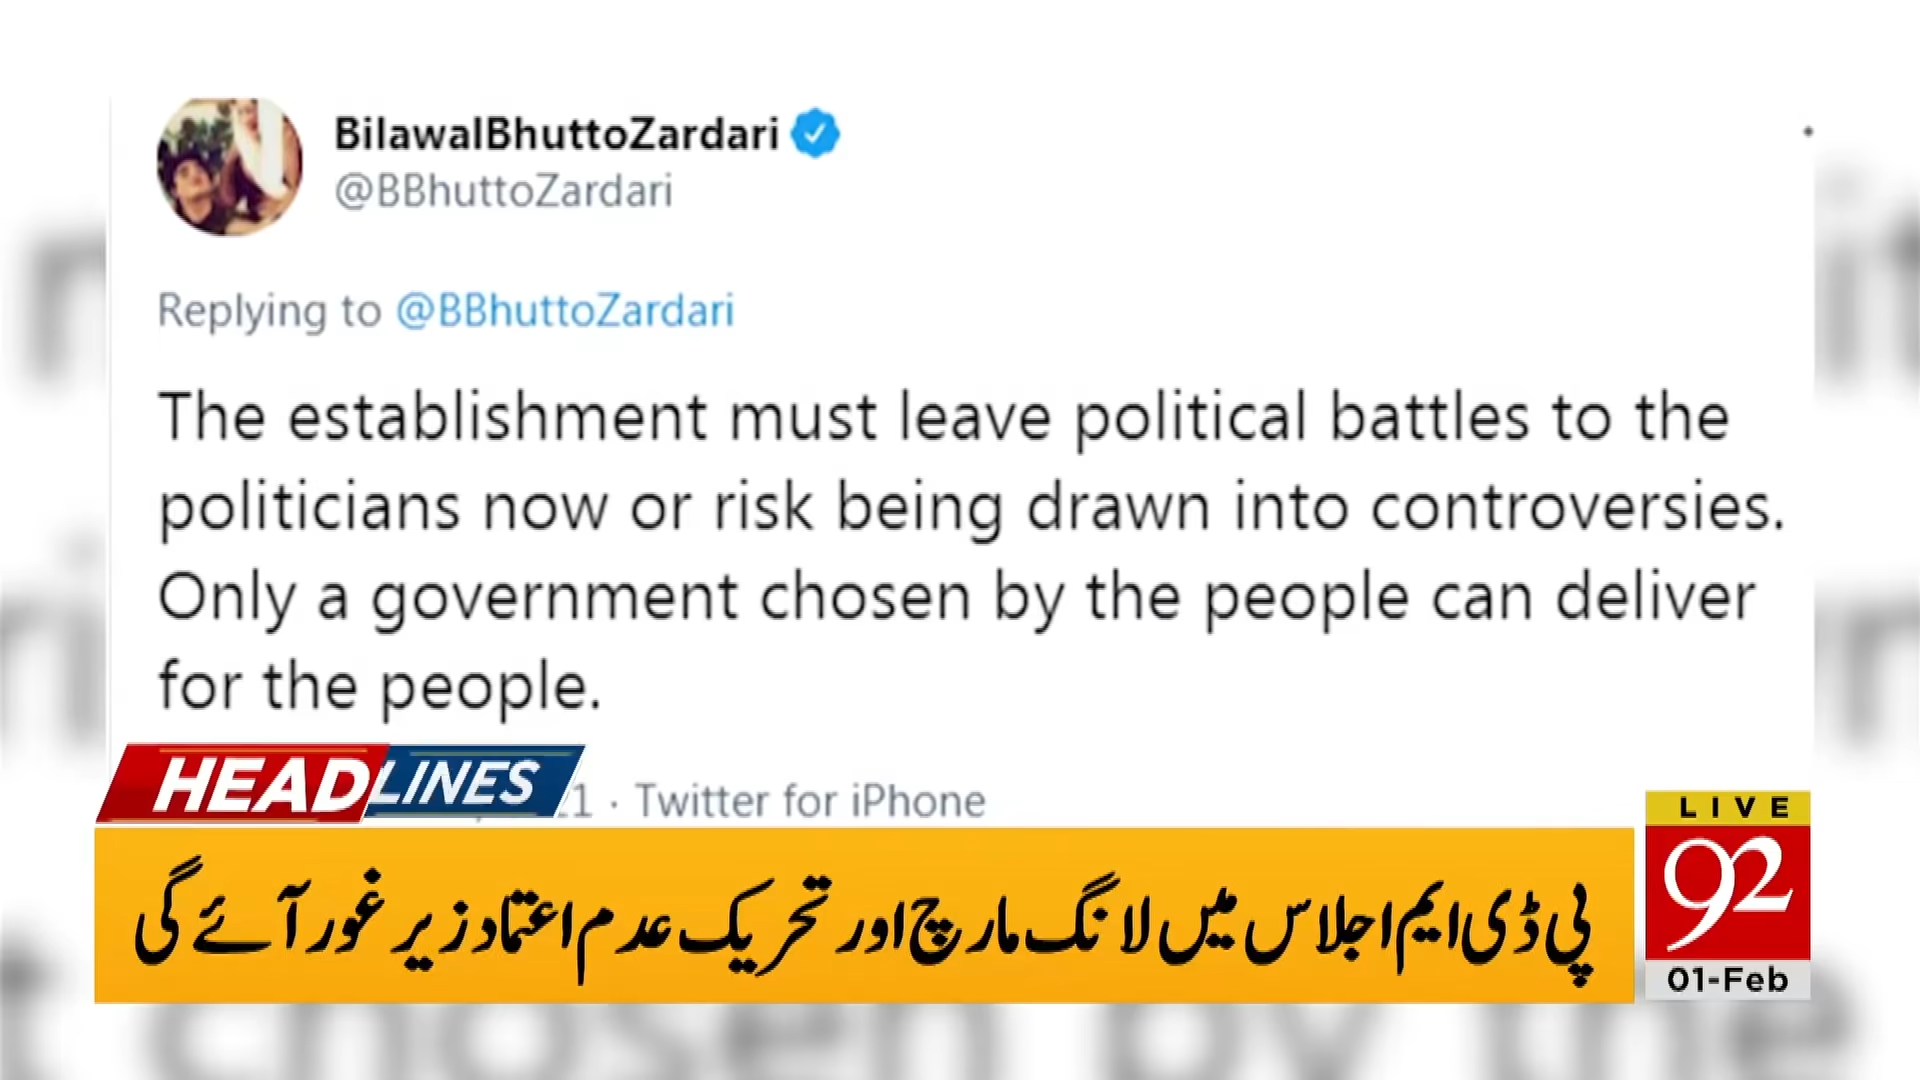 BilawalBhuttoZardari
@BBhuttoZardari
Replying to @BBhuttoZardari
The establishment must leave political battles to the
politicians now or risk being drawn into controversies.
Only a government chosen by the people can deliver
for the people.
HEADLINES
21 · Twitter for iPhone
LIVE
92
01-Feb
پی ڈی ایم اجلاس میں لانگ مارچ اور تحریک عدم اعتماد زیر غور آئے گی